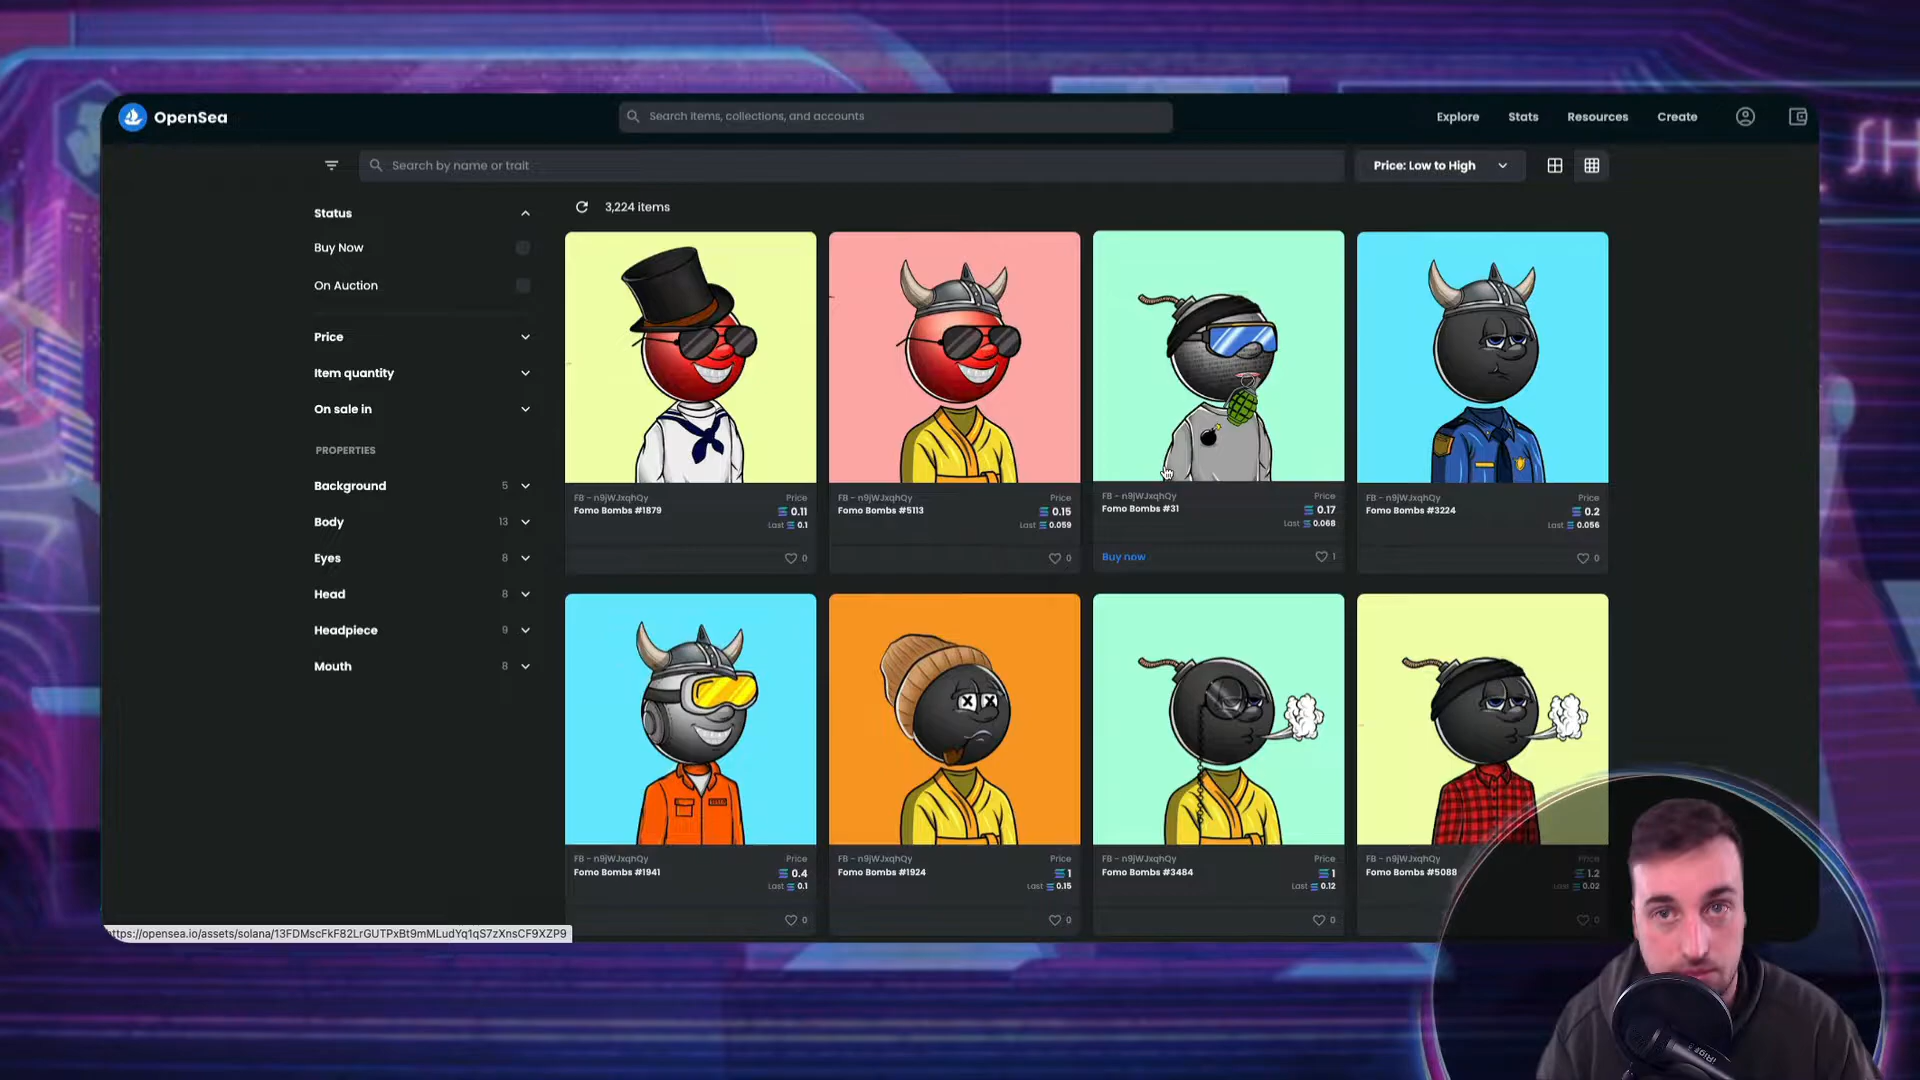 OpenSea
Search items, collections, and accounts
Explore
Stats
Resources
Create
SH
Search by name or trait
Price: Low to High
Status
3,224 items
Buy Now
On Auction
Price
Item quantity
On sale in
PROPERTIES
Background 5
Body 13
Eyes 8
Head 8
Headpiece 9
Mouth 8
FB - n9jWJxqhQy Price
Fomo Bombs #1879 0.11
Last 0.1
0
FB - n9jWJxqhQy Price
Fomo Bombs #5113 0.15
Last 0.059
0
FB - n9jWJxqhQy Price
Fomo Bombs #31 0.17
Last 0.068
Buy now 1
FB - n9jWJxqhQy Price
Fomo Bombs #3224 0.2
Last 0.056
0
FB - n9jWJxqhQy Price
Fomo Bombs #1941 0.4
Last 0.1
0
FB - n9jWJxqhQy Price
Fomo Bombs #1924 1
Last 0.15
0
FB - n9jWJxqhQy Price
Fomo Bombs #3484 1
Last 0.12
0
FB - n9jWJxqhQy Price
Fomo Bombs #5088 1.2
Last 0.02
0
https://opensea.io/assets/solana/13FDMscFkF82LrGUTPxBt9mMLudYq1qS7zXnsCF9XZP9
iRig